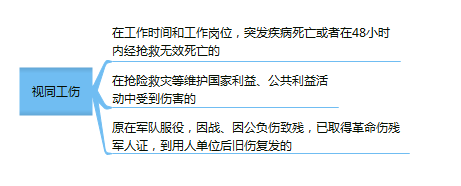 视同工伤
在工作时间和工作岗位，突发疾病死亡或者在48小时
内经抢救无效死亡的
在抢险救灾等维护国家利益、公共利益活
动中受到伤害的
原在军队服役，因战、因公负伤致残，已取得革命伤残
军人证，到用人单位后旧伤复发的